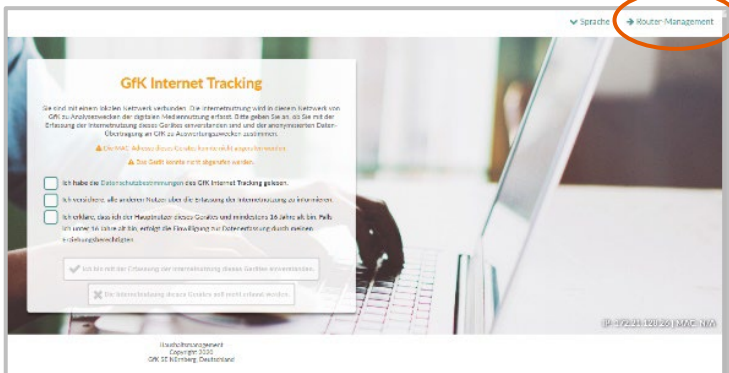 Sprache
Router-Management
GfK Internet Tracking
Sie sind mit einem lokalen Netzwerk verbunden. Die Internetnutzung wird in diesem Netzwerk von
GfK zu Analysezwecken der digitalen Mediennutzung erfasst. Bitte geben Sie an, ob Sie mit der
Erfassung der Internetnutzung dieses Gerätes einverstanden sind und der anonymisierten Daten-
Übertragung an GfK zu Auswertungszwecken zustimmen.
Die MAC-Adresse dieses Gerätes konnte nicht abgerufen werden
Das Gerät konnte nicht abgerufen werden.
Ich habe die Datenschutzbestimmungen des GfK Internet Tracking gelesen.
Ich versichere, alle anderen Nutzer über die Erfassung der Internetnutzung zu informieren.
Ich erkläre, dass ich der Hauptnutzer dieses Gerätes und mindestens 16 Jahre alt bin. Falls
ich unter 16 Jahre alt bin, erfolgt die Einwilligung zur Datenerfassung durch meinen
Erziehungsberechtigten.
Ich bin mit der Erfassung der Internetnutzung dieses Gerätes einverstanden.
Die Internetnutzung dieses Gerätes soll nicht erfasst werden.
MAC: N/A
Haushaltsmanagement
Copyright 2020
GfK SE Nürnberg, Deutschland